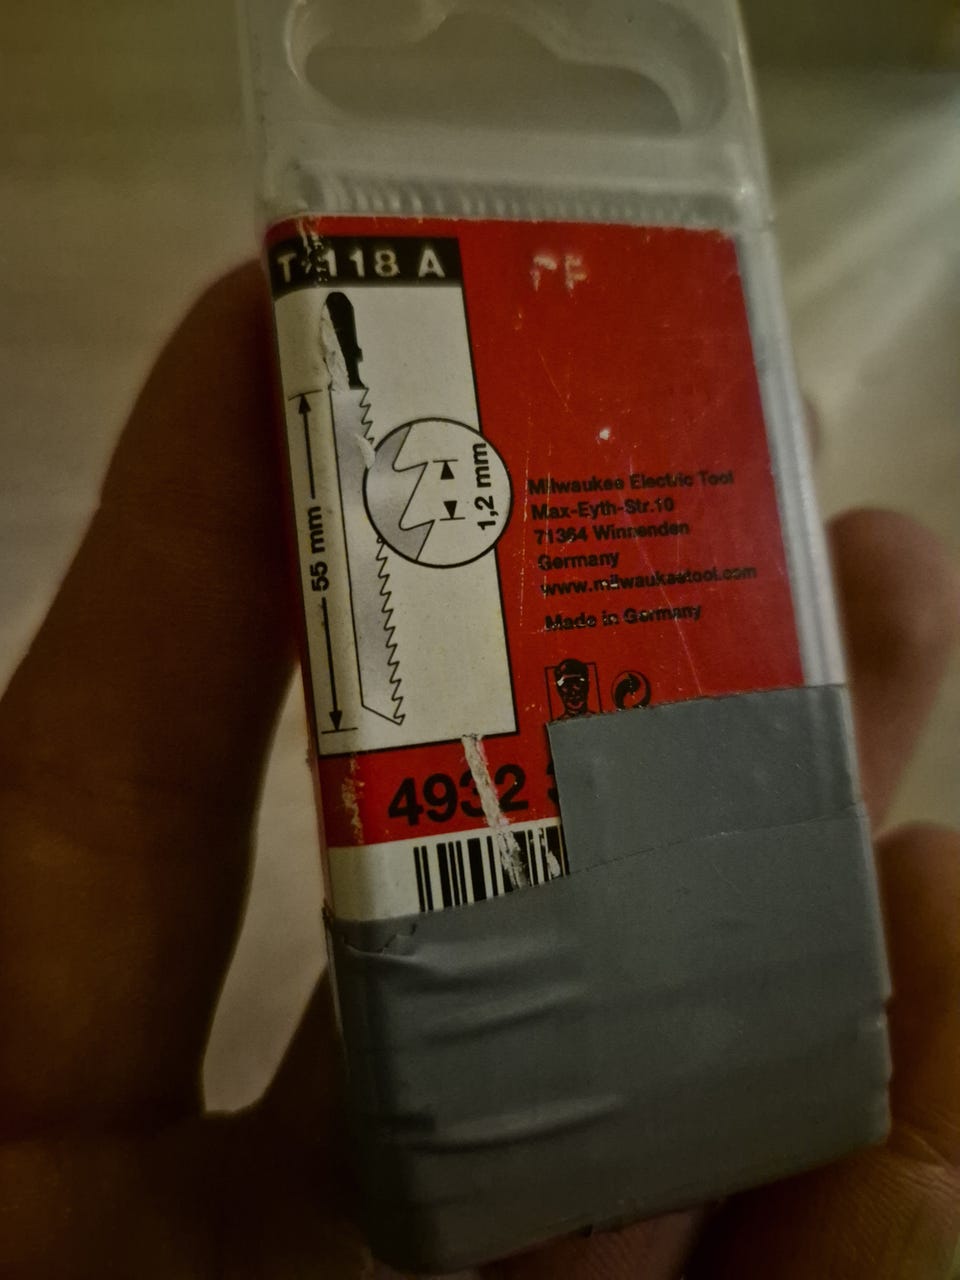 T 118 A
55 mm
1,2 mm
Milwaukee Electric Tool
Max-Eyth-Str.10
71364 Winnenden
Germany
www.milwaukeetool.com
Made in Germany
4932